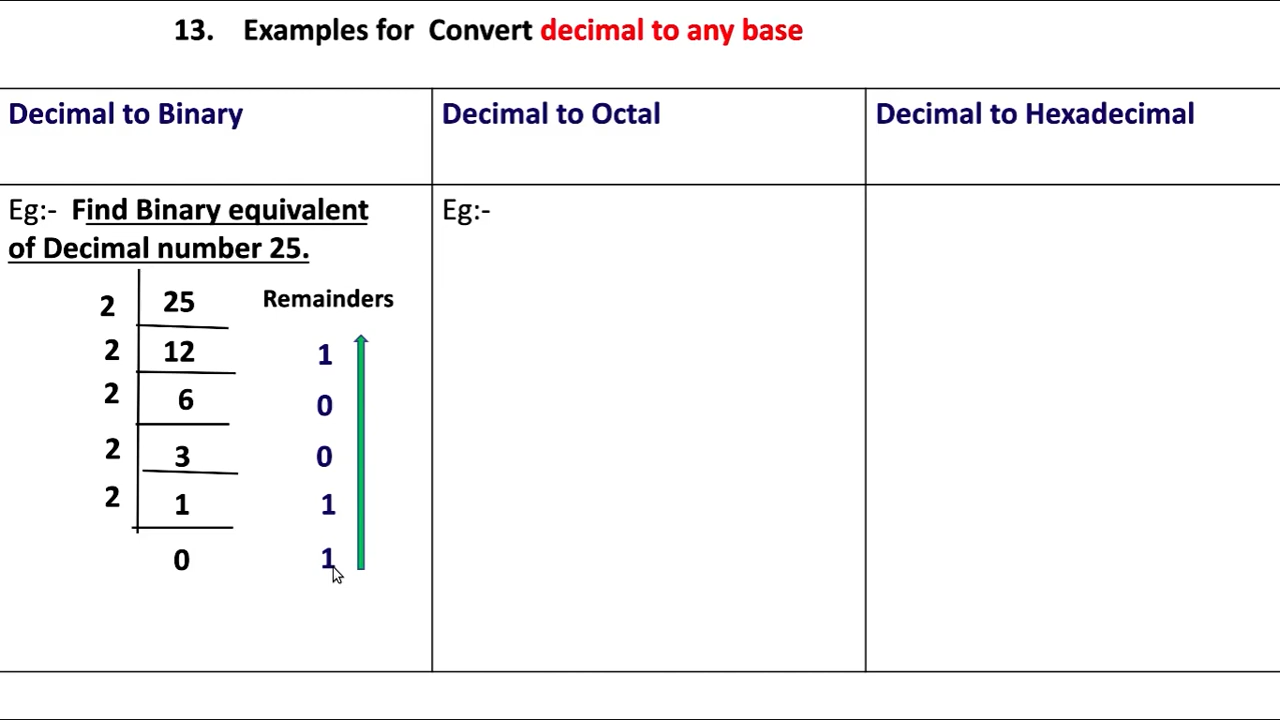 13. Examples for Convert decimal to any base
Decimal to Binary
Decimal to Octal
Decimal to Hexadecimal
Eg:- Find Binary equivalent
of Decimal number 25.
2 25 Remainders
2 12 1
2 6 0
2 3 0
2 1 1
0 1
Eg:-